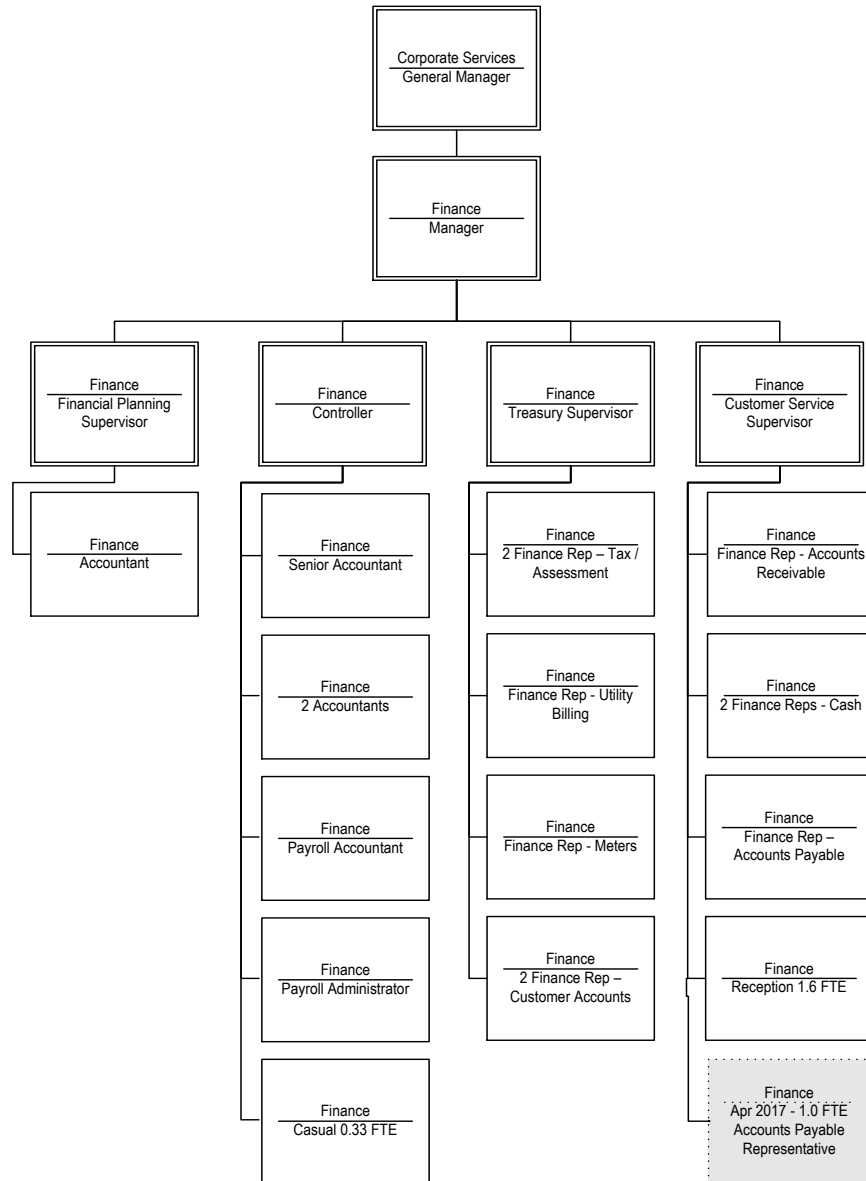 Corporate Services
General Manager
Finance
Manager
Finance
Financial Planning
Supervisor
Finance
Controller
Finance
Treasury Supervisor
Finance
Customer Service
Supervisor
Finance
Accountant
Finance
Senior Accountant
Finance
2 Finance Rep – Tax /
Assessment
Finance
Finance Rep - Accounts
Receivable
Finance
2 Accountants
Finance
Finance Rep - Utility
Billing
Finance
2 Finance Reps - Cash
Finance
Payroll Accountant
Finance
Finance Rep - Meters
Finance
Finance Rep –
Accounts Payable
Finance
Payroll Administrator
Finance
2 Finance Rep –
Customer Accounts
Finance
Reception 1.6 FTE
Finance
Casual 0.33 FTE
Finance
Apr 2017 - 1.0 FTE
Accounts Payable
Representative